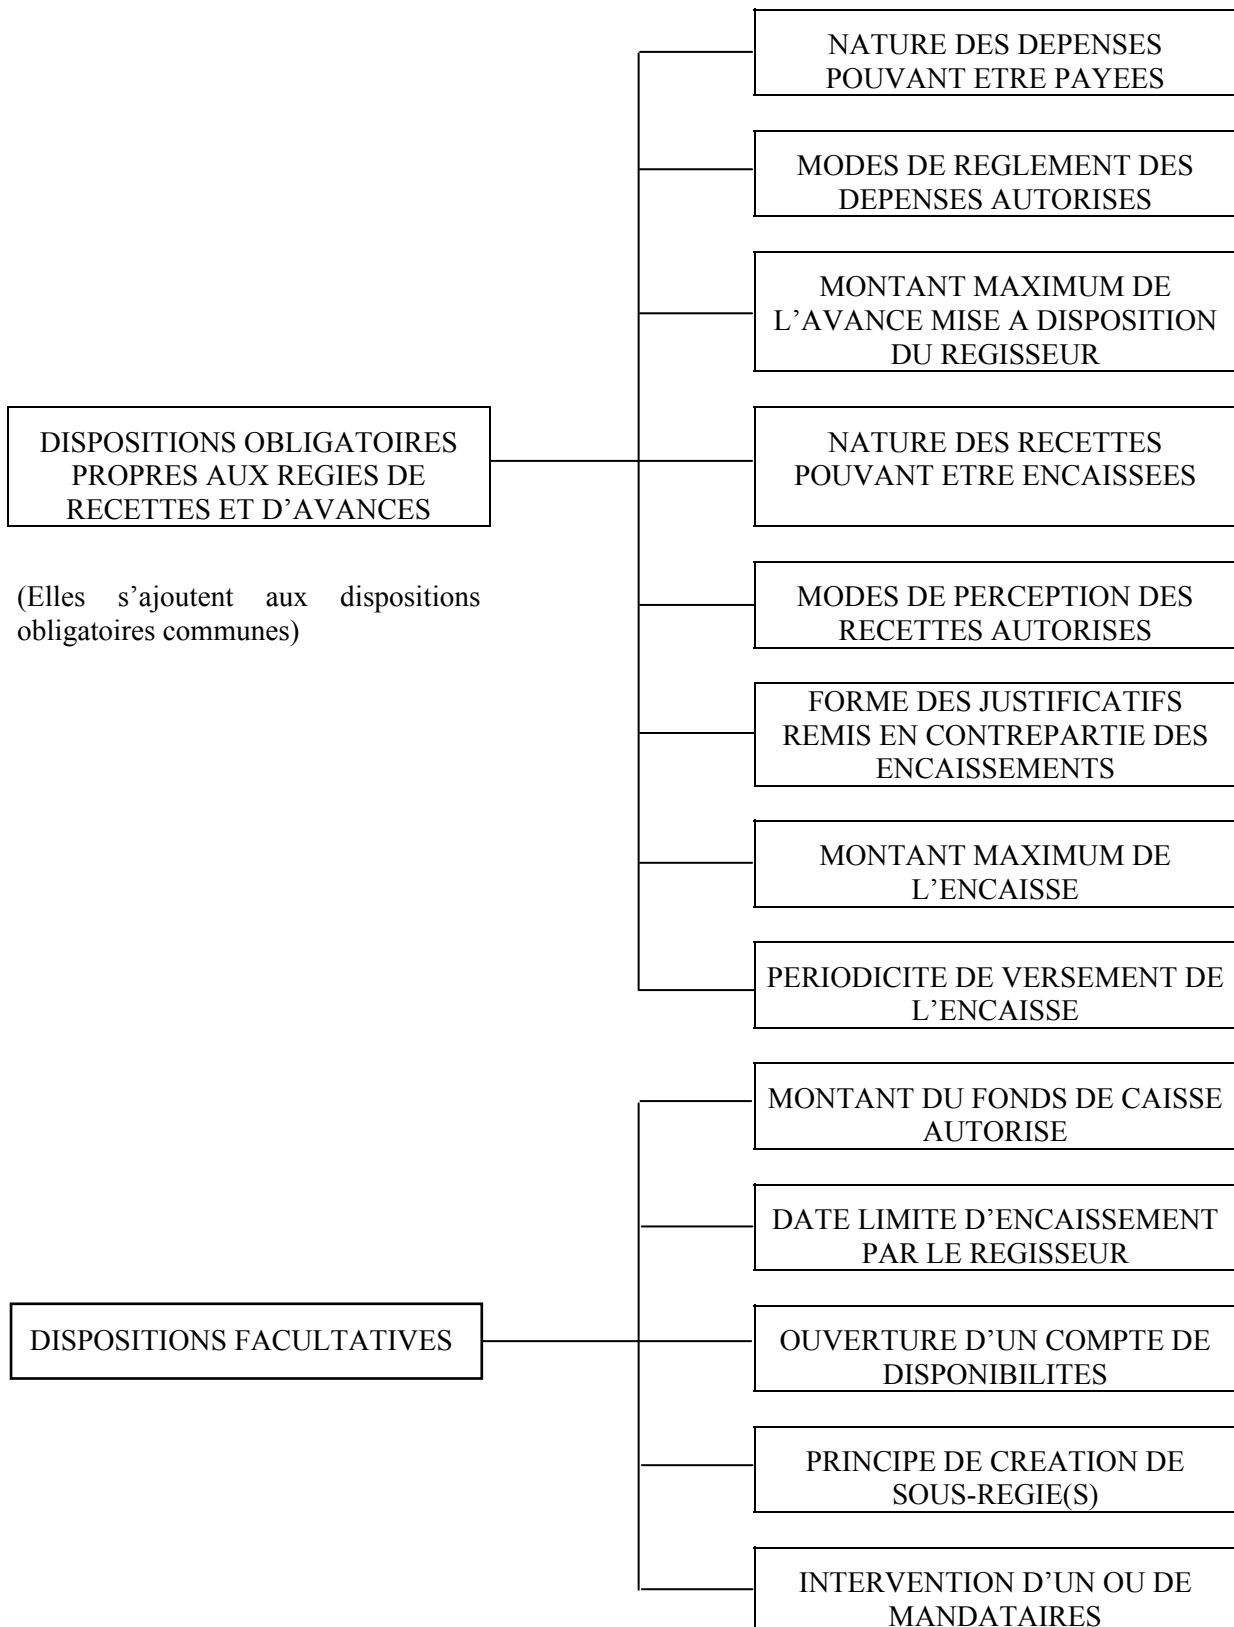 DISPOSITIONS OBLIGATOIRES
PROPRES AUX REGIES DE
RECETTES ET D’AVANCES
(Elles s’ajoutent aux dispositions
obligatoires communes)
NATURE DES DEPENSES
POUVANT ETRE PAYEES
MODES DE REGLEMENT DES
DEPENSES AUTORISES
MONTANT MAXIMUM DE
L’AVANCE MISE A DISPOSITION
DU REGISSEUR
NATURE DES RECETTES
POUVANT ETRE ENCAISSEES
MODES DE PERCEPTION DES
RECETTES AUTORISES
FORME DES JUSTIFICATIFS
REMIS EN CONTREPARTIE DES
ENCAISSEMENTS
MONTANT MAXIMUM DE
L’ENCAISSE
PERIODICITE DE VERSEMENT DE
L’ENCAISSE
DISPOSITIONS FACULTATIVES
MONTANT DU FONDS DE CAISSE
AUTORISE
DATE LIMITE D’ENCAISSEMENT
PAR LE REGISSEUR
OUVERTURE D’UN COMPTE DE
DISPONIBILITES
PRINCIPE DE CREATION DE
SOUS-REGIE(S)
INTERVENTION D’UN OU DE
MANDATAIRES